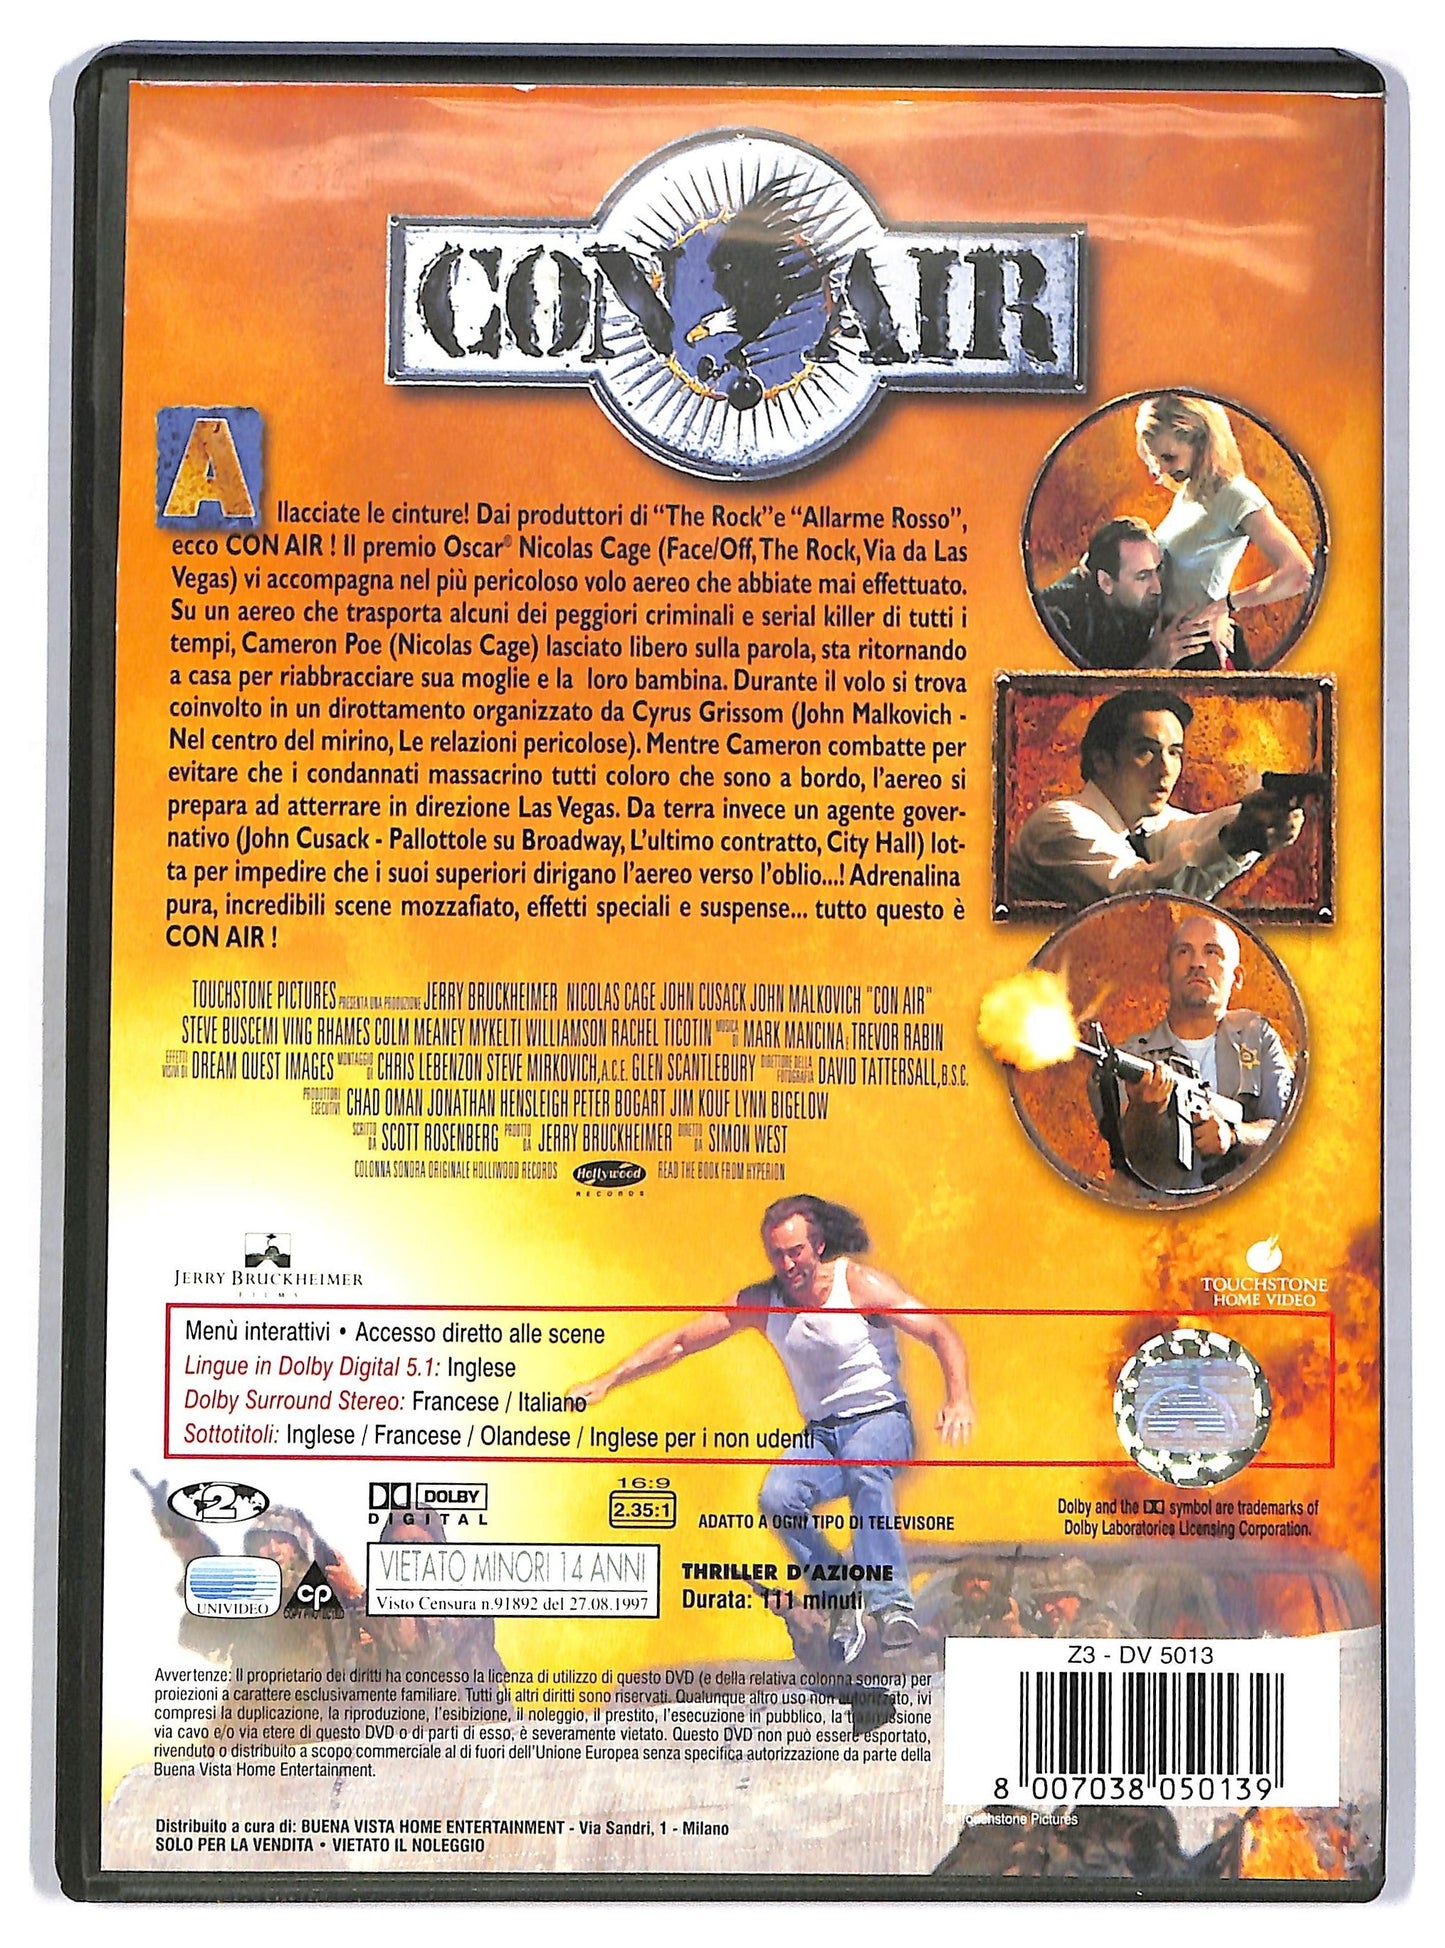 CON AIR
Allacciate le cinture! Dai produttori di “The Rock”e “Allarme Rosso”,
ecco CON AIR ! Il premio Oscar® Nicolas Cage (Face/Off, The Rock, Via da Las
Vegas) vi accompagna nel più pericoloso volo aereo che abbiate mai effettuato.
Su un aereo che trasporta alcuni dei peggiori criminali e serial killer di tutti i
tempi, Cameron Poe (Nicolas Cage) lasciato libero sulla parola, sta ritornando
a casa per riabbracciare sua moglie e la loro bambina. Durante il volo si trova
coinvolto in un dirottamento organizzato da Cyrus Grissom (John Malkovich -
Nel centro del mirino, Le relazioni pericolose). Mentre Cameron combatte per
evitare che i condannati massacrino tutti coloro che sono a bordo, l'aereo si
prepara ad atterrare in direzione Las Vegas. Da terra invece un agente gover-
nativo (John Cusack - Pallottole su Broadway, L'ultimo contratto, City Hall) lot-
ta per impedire che i suoi superiori dirigano l'aereo verso l'oblio...! Adrenalina
pura, incredibili scene mozzafiato, effetti speciali e suspense... tutto questo è
CON AIR !
TOUCHSTONE PICTURES PRESENTA UNA PRODUZIONE JERRY BRUCKHEIMER NICOLAS CAGE JOHN CUSACK JOHN MALKOVICH "CON AIR"
STEVE BUSCEMI VING RHAMES COLM MEANEY MYKELTI WILLIAMSON RACHEL TICOTIN MUSICA DI MARK MANCINA E TREVOR RABIN
EFFETTI VISIVI DI DREAM QUEST IMAGES MONTAGGIO DI CHRIS LEBENZON STEVE MIRKOVICH, A.C.E. GLEN SCANTLEBURY DIRETTORE DELLA FOTOGRAFIA DAVID TATTERSALL, B.S.C.
PRODUTTORI ESECUTIVI CHAD OMAN JONATHAN HENSLEIGH PETER BOGART JIM KOUF LYNN BIGELOW
SCRITTO DA SCOTT ROSENBERG PRODOTTO DA JERRY BRUCKHEIMER DIRETTO DA SIMON WEST
COLONNA SONORA ORIGINALE HOLLIWOOD RECORDS Hollywood RECORDS READ THE BOOK FROM HYPERION
JERRY BRUCKHEIMER
FILMS
TOUCHSTONE
HOME VIDEO
Menù interattivi • Accesso diretto alle scene
Lingue in Dolby Digital 5.1: Inglese
Dolby Surround Stereo: Francese / Italiano
Sottotitoli: Inglese / Francese / Olandese / Inglese per i non udenti
2
DOLBY
DIGITAL
16:9
2.35:1
ADATTO A OGNI TIPO DI TELEVISORE
Dolby and the symbol are trademarks of
Dolby Laboratories Licensing Corporation.
UNIVIDEO
cp
COPY PROTECTED
VIETATO MINORI 14 ANNI
Visto Censura n.91892 del 27.08.1997
THRILLER D'AZIONE
Durata: 111 minuti
Avvertenze: Il proprietario dei diritti ha concesso la licenza di utilizzo di questo DVD (e della relativa colonna sonora) per
proiezioni a carattere esclusivamente familiare. Tutti gli altri diritti sono riservati. Qualunque altro uso non autorizzato, ivi
compresi la duplicazione, la riproduzione, l'esibizione, il noleggio, il prestito, l'esecuzione in pubblico, la trasmissione
via cavo e/o via etere di questo DVD o di parti di esso, è severamente vietato. Questo DVD non può essere esportato,
rivenduto o distribuito a scopo commerciale al di fuori dell'Unione Europea senza specifica autorizzazione da parte della
Buena Vista Home Entertainment.
Z3 - DV 5013
8 007038 050139
Touchstone Pictures
Distribuito a cura di: BUENA VISTA HOME ENTERTAINMENT - Via Sandri, 1 - Milano
SOLO PER LA VENDITA • VIETATO IL NOLEGGIO